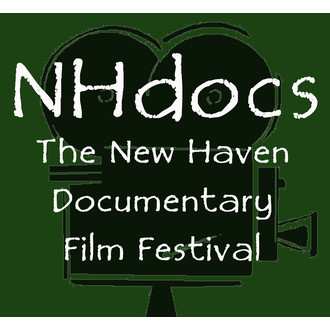 NHdocs
The New Haven
Documentary
Film Festival